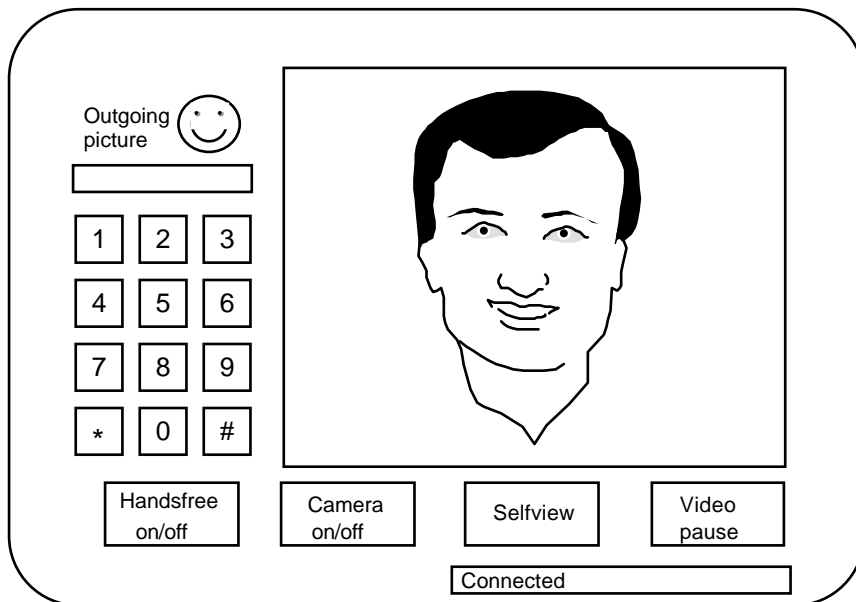 Outgoing
picture
1 2 3
4 5 6
7 8 9
* 0 #
Handsfree
on/off
Camera
on/off
Selfview
Video
pause
Connected